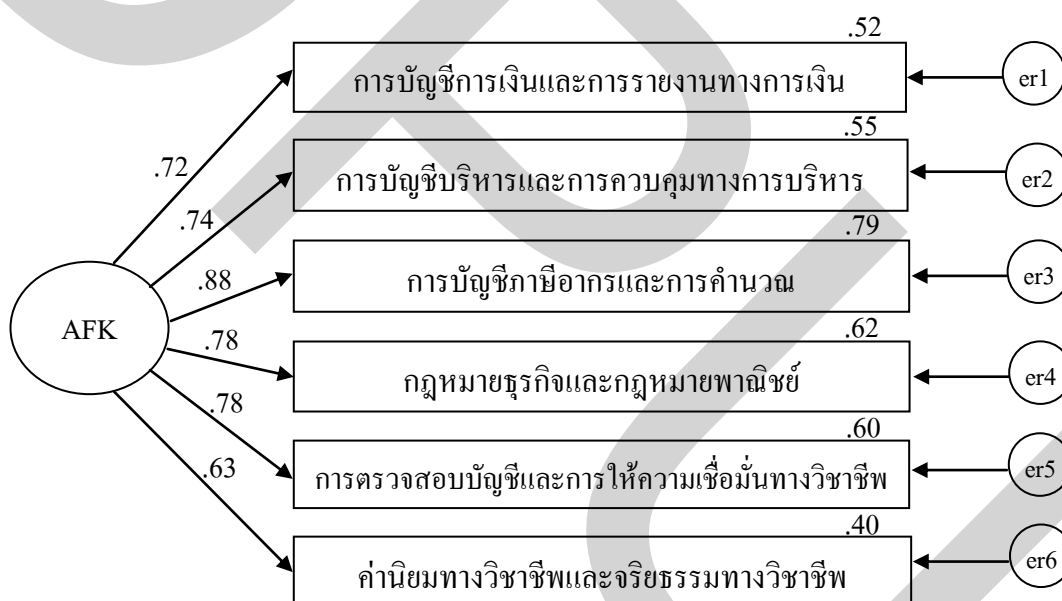 .52
การบัญชีการเงินและการรายงานทางการเงิน
er1
.72
.55
การบัญชีบริหารและการควบคุมทางการบริหาร
er2
.74
.79
การบัญชีภาษีอากรและการคำนวณ
er3
.88
AFK
.62
กฎหมายธุรกิจและกฎหมายพาณิชย์
er4
.78
.60
การตรวจสอบบัญชีและการให้ความเชื่อมั่นทางวิชาชีพ
er5
.78
.40
ค่านิยมทางวิชาชีพและจริยธรรมทางวิชาชีพ
er6
.63